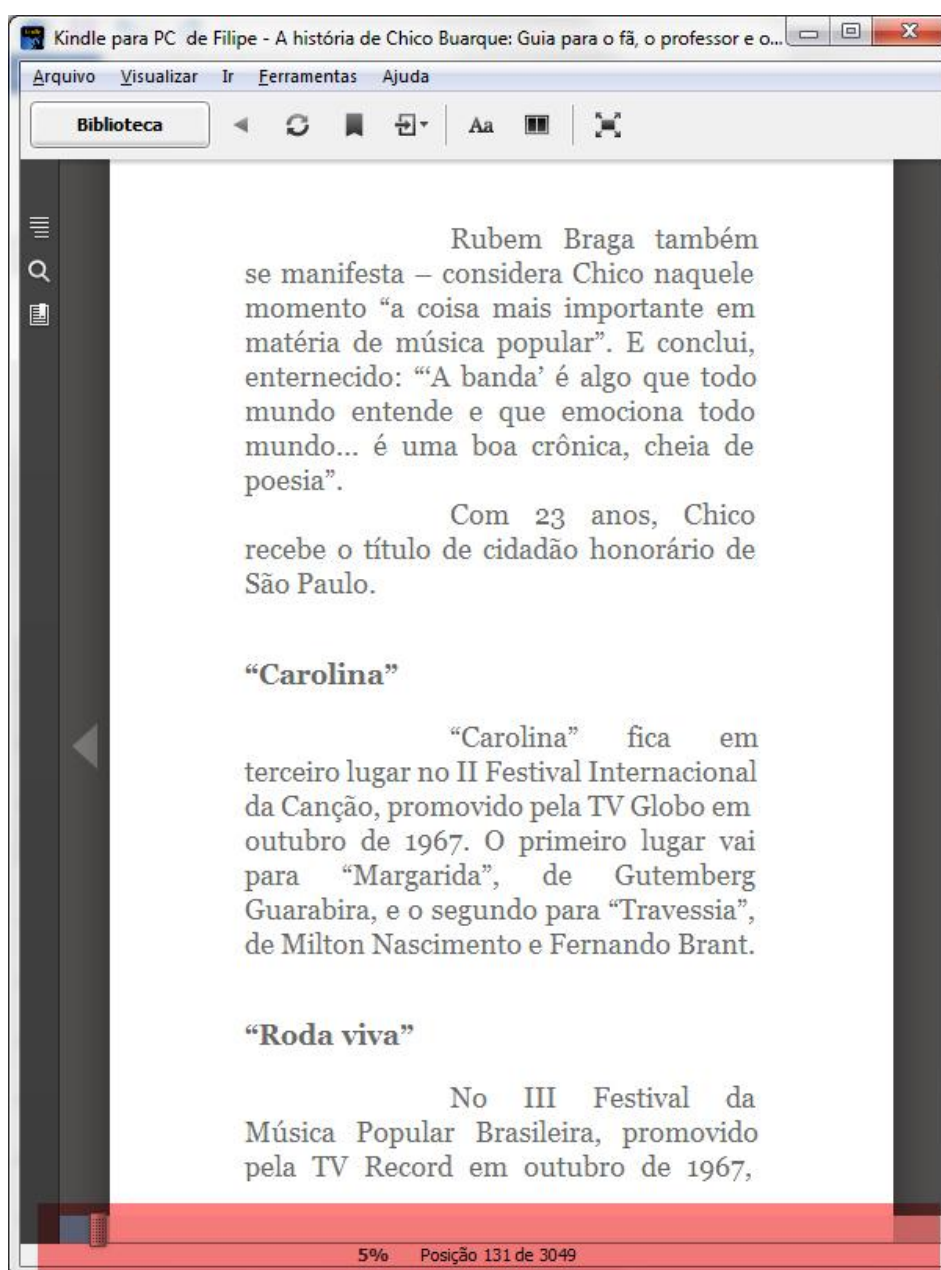 Kindle para PC de Filipe - A história de Chico Buarque: Guia para o fã, o professor e o...
Arquivo Visualizar Ir Ferramentas Ajuda
Biblioteca
Aa
Rubem Braga também
se manifesta – considera Chico naquele
momento “a coisa mais importante em
matéria de música popular”. E conclui,
enternecido: “‘A banda’ é algo que todo
mundo entende e que emociona todo
mundo... é uma boa crônica, cheia de
poesia”.
Com 23 anos, Chico
recebe o título de cidadão honorário de
São Paulo.
“Carolina”
“Carolina” fica em
terceiro lugar no II Festival Internacional
da Canção, promovido pela TV Globo em
outubro de 1967. O primeiro lugar vai
para “Margarida”, de Gutemberg
Guarabira, e o segundo para “Travessia”,
de Milton Nascimento e Fernando Brant.
“Roda viva”
No III Festival da
Música Popular Brasileira, promovido
pela TV Record em outubro de 1967,
5% Posição 131 de 3049